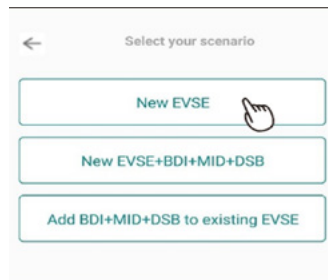 Select your scenario
New EVSE
New EVSE+BDI+MID+DSB
Add BDI+MID+DSB to existing EVSE